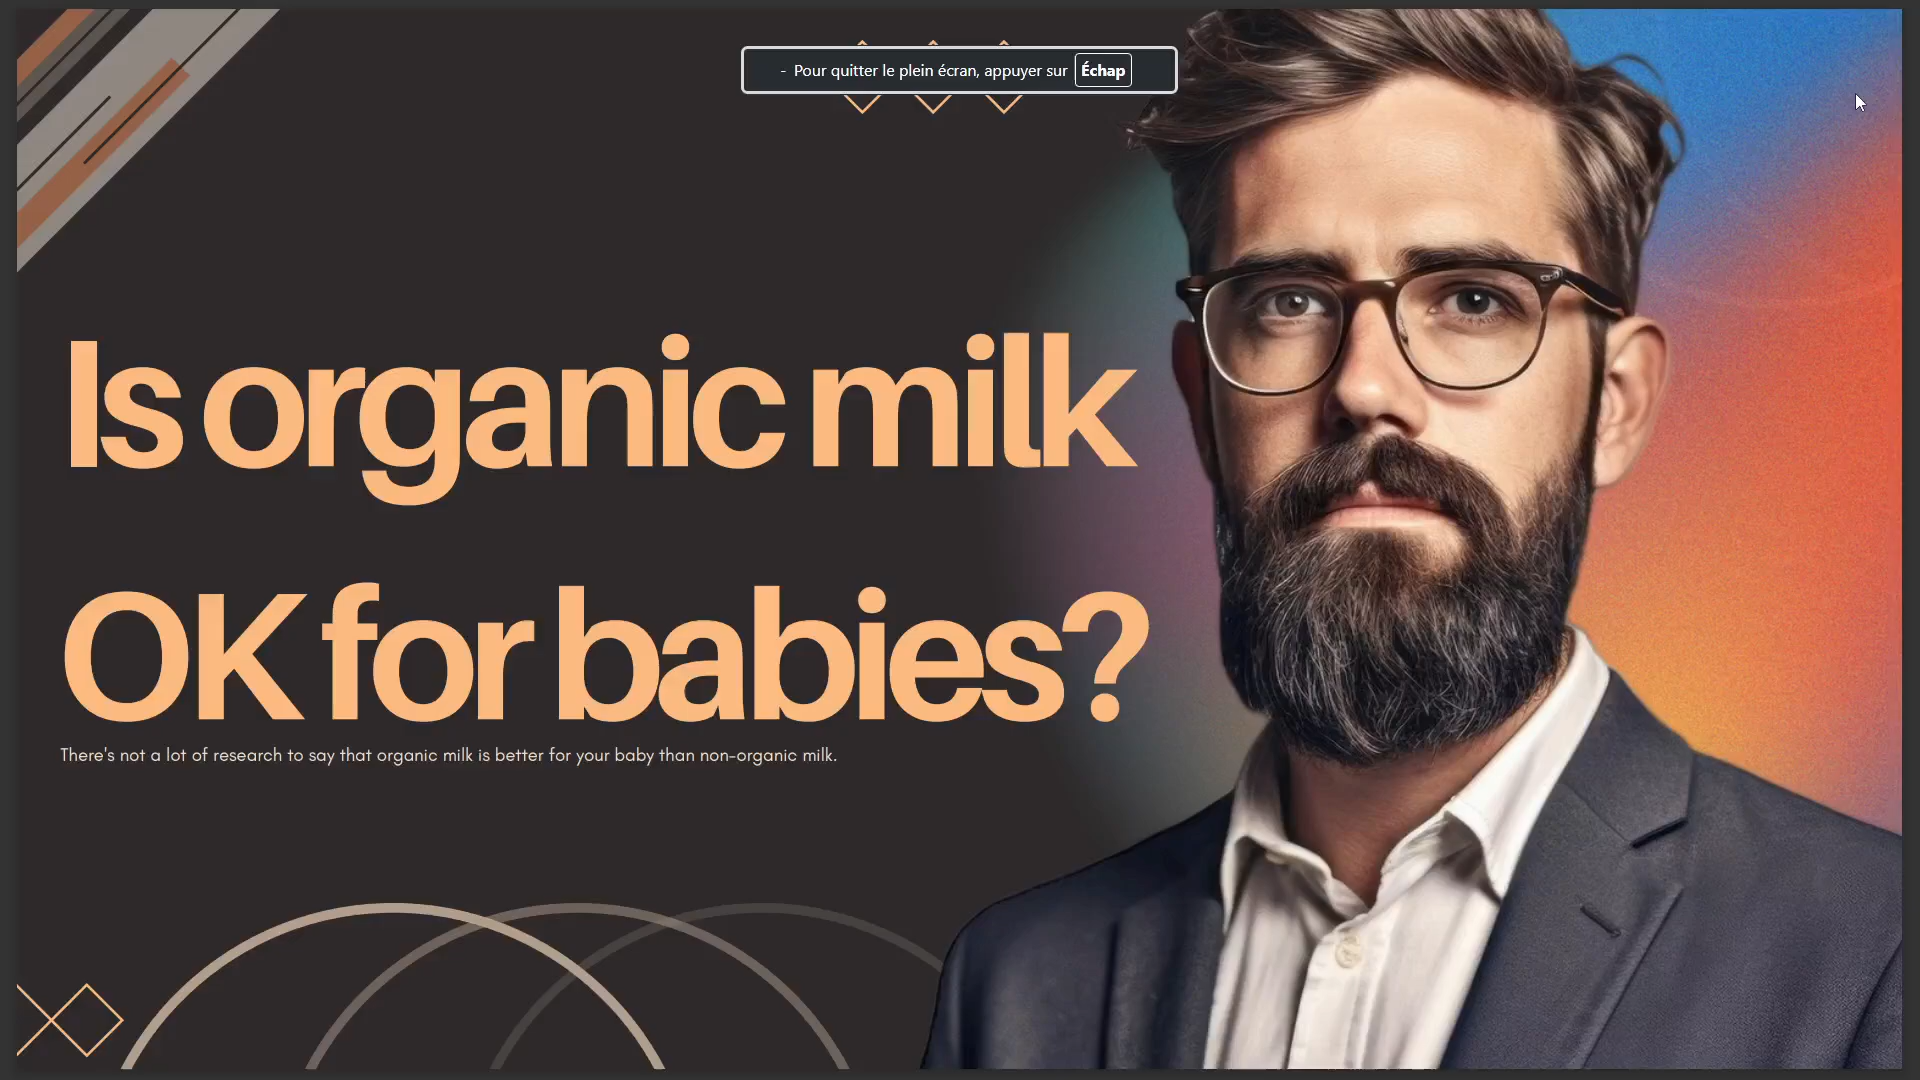 - Pour quitter le plein écran, appuyer sur Échap
Is organic milk
OK for babies?
There's not a lot of research to say that organic milk is better for your baby than non-organic milk.